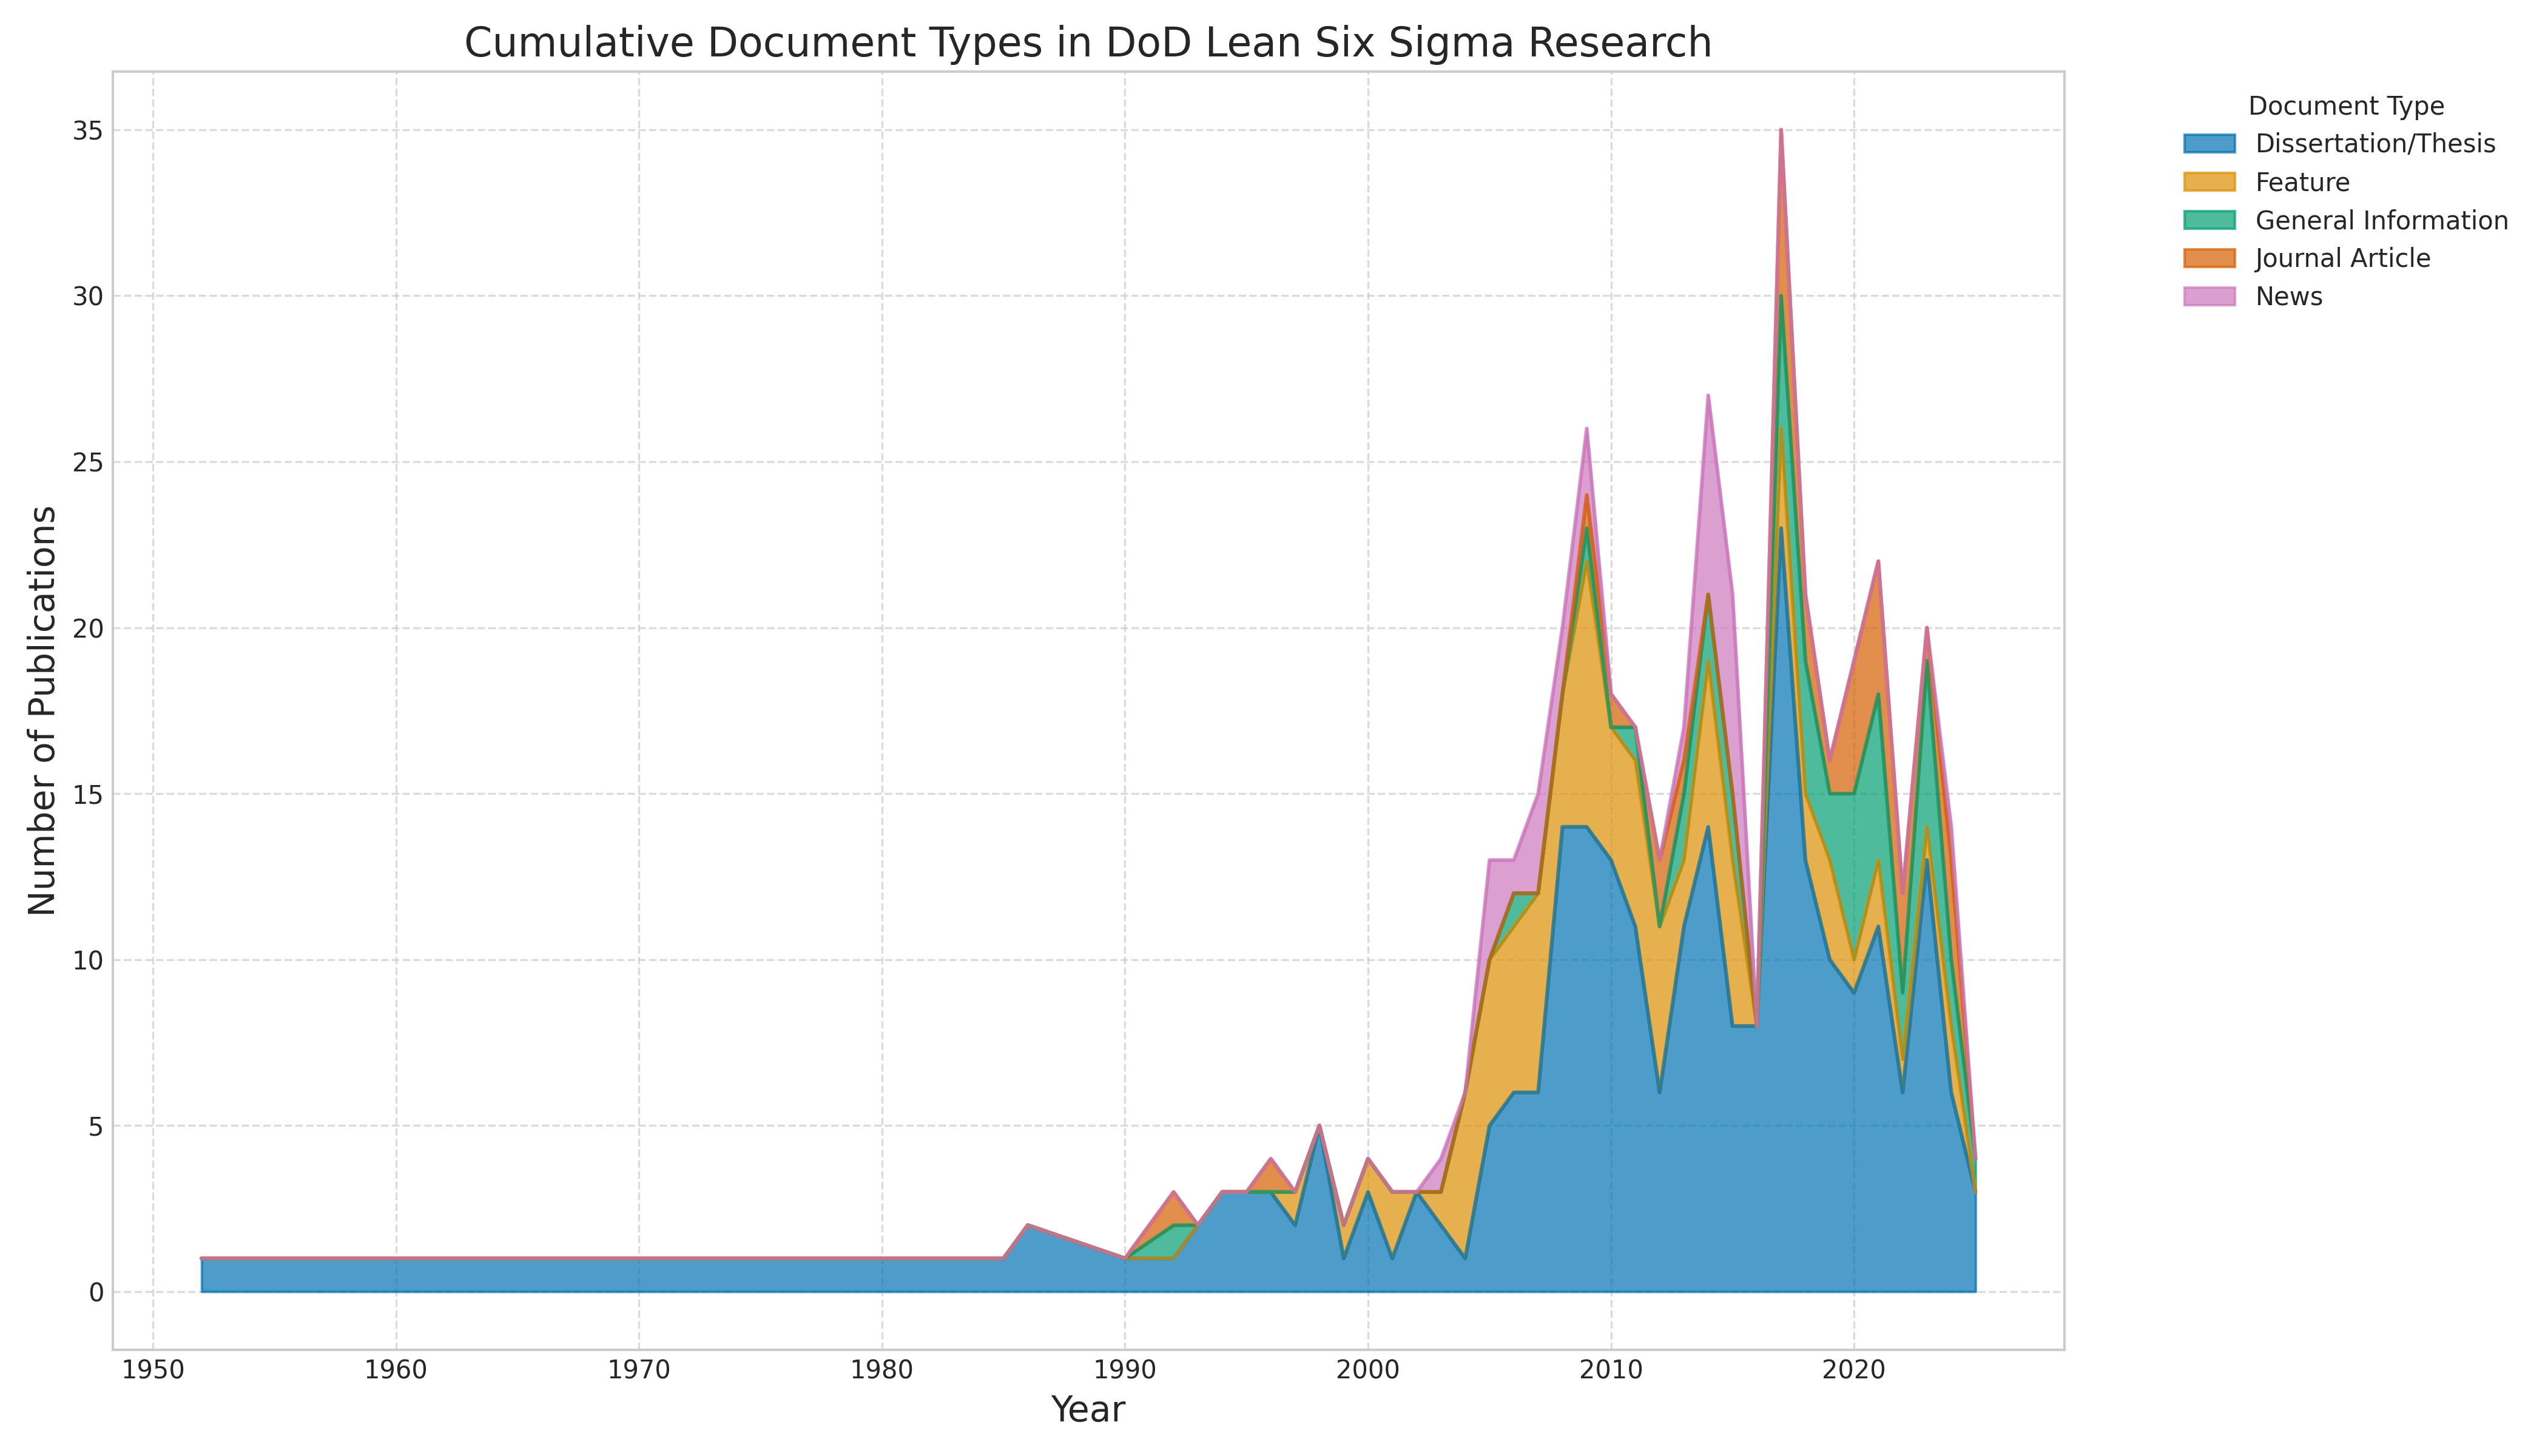 Cumulative Document Types in DoD Lean Six Sigma Research
Number of Publications
35
30
25
20
15
10
5
0
1950 1960 1970 1980 1990 2000 2010 2020
Year
Document Type
Dissertation/Thesis
Feature
General Information
Journal Article
News